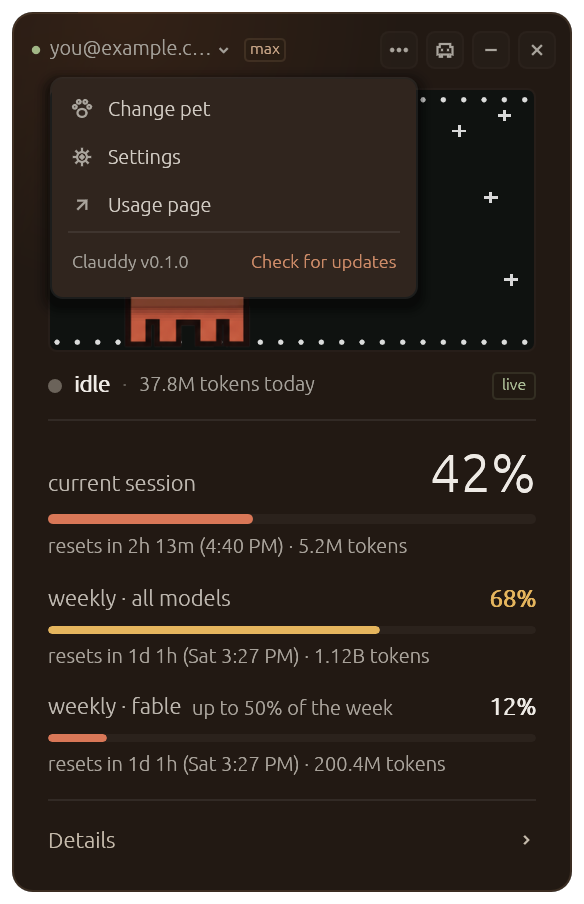 you@example.c... max
Change pet
Settings
Usage page
Clauddy v0.1.0 Check for updates
idle · 37.8M tokens today live
current session 42%
resets in 2h 13m (4:40 PM) · 5.2M tokens
weekly · all models 68%
resets in 1d 1h (Sat 3:27 PM) · 1.12B tokens
weekly · fable up to 50% of the week 12%
resets in 1d 1h (Sat 3:27 PM) · 200.4M tokens
Details